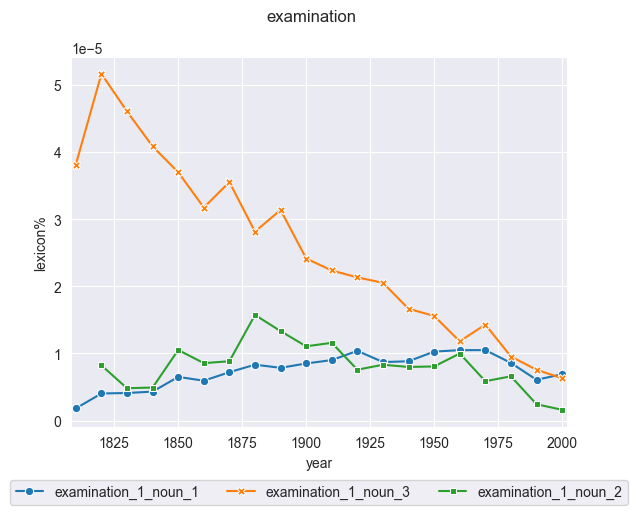 examination
1e−5
5
4
3
2
1
0
lexicon%
1825 1850 1875 1900 1925 1950 1975 2000
year
examination_1_noun_1 examination_1_noun_3 examination_1_noun_2